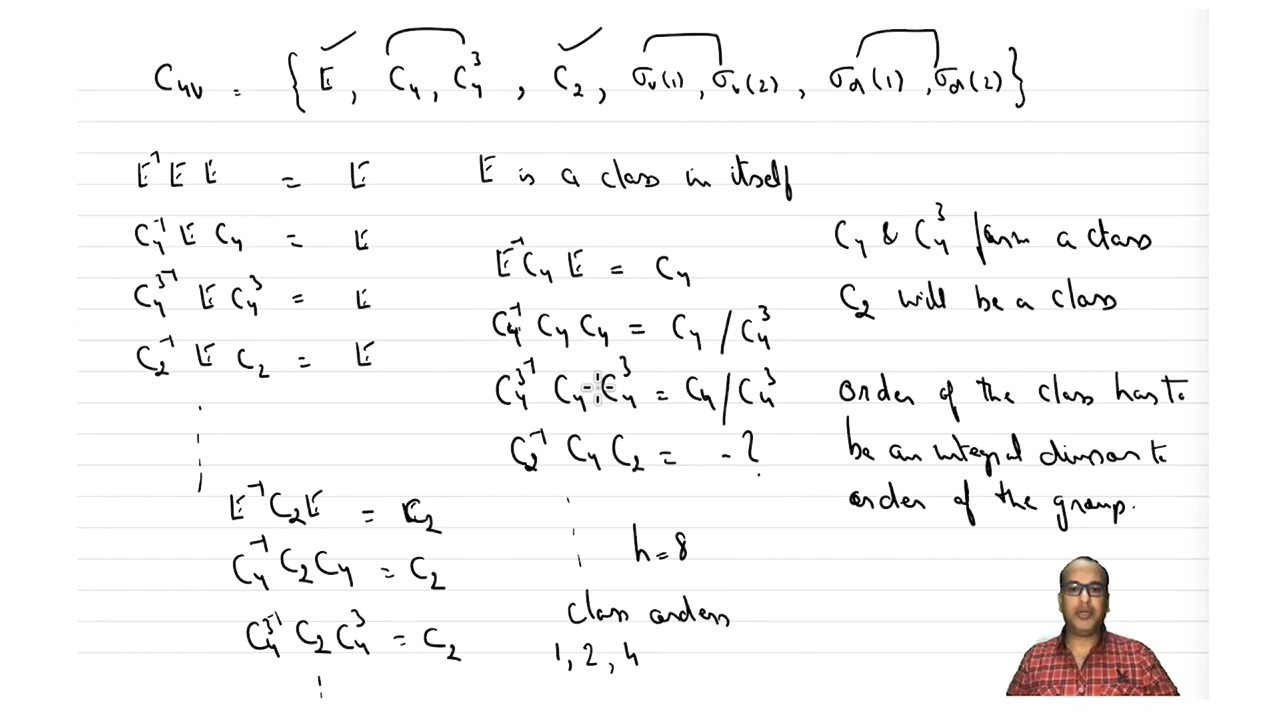 C4v = { E, C4, C4^3, C2, σv(1), σv(2), σd(1), σd(2) }
E^-1 E E = E
C4^-1 E C4 = E
C4^3^-1 E C4^3 = E
C2^-1 E C2 = E
E is a class in itself
E^-1 C4 E = C4
C4^-1 C4 C4 = C4 / C4^3
C4^3^-1 C4 C4^3 = C4 / C4^3
C2^-1 C4 C2 = - ?
C4 & C4^3 form a class
C2 will be a class
order of the class has to
be an integral divisor to
order of the group.
E^-1 C2 E = C2
C4^-1 C2 C4 = C2
C4^3^-1 C2 C4^3 = C2
h = 8
class orders
1, 2, 4